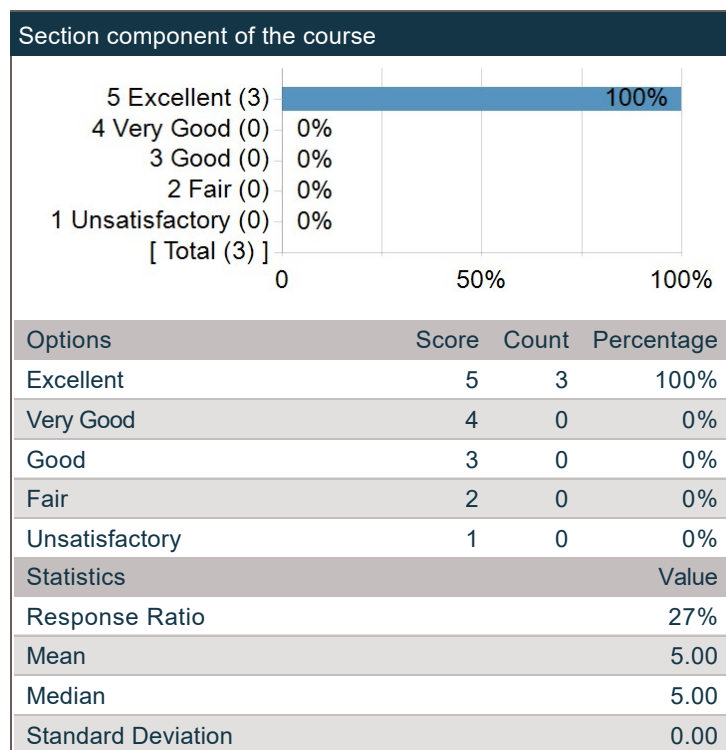 Section component of the course
5 Excellent (3) 100%
4 Very Good (0) 0%
3 Good (0) 0%
2 Fair (0) 0%
1 Unsatisfactory (0) 0%
[ Total (3) ]
0 50% 100%
Options Score Count Percentage
Excellent 5 3 100%
Very Good 4 0 0%
Good 3 0 0%
Fair 2 0 0%
Unsatisfactory 1 0 0%
Statistics Value
Response Ratio 27%
Mean 5.00
Median 5.00
Standard Deviation 0.00